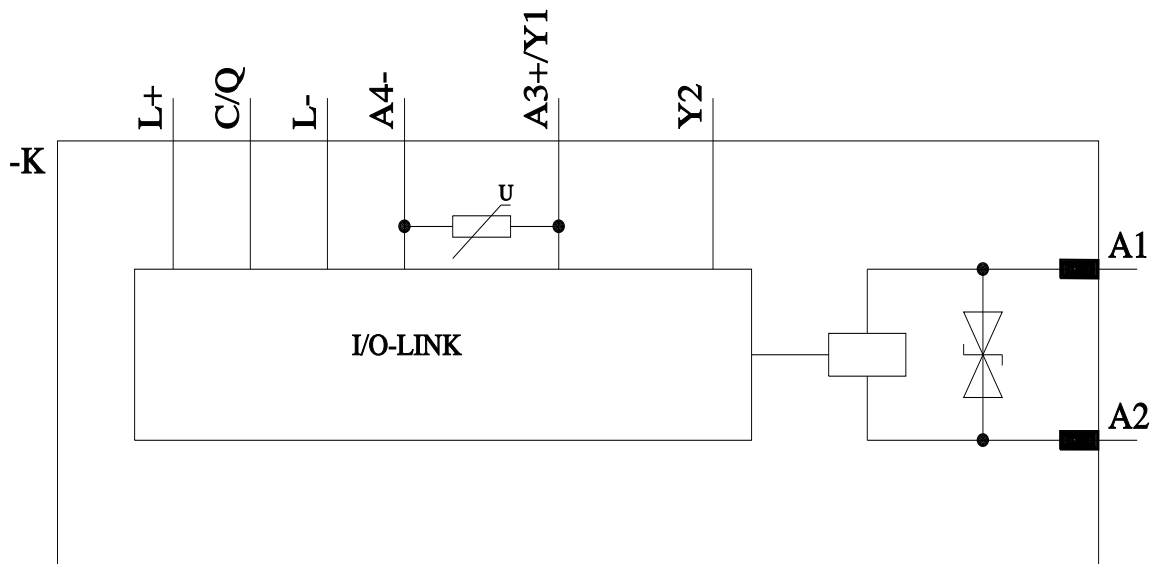 L+
C/Q
L-
A4-
A3+/Y1
Y2
-K
U
A1
I/O-LINK
A2